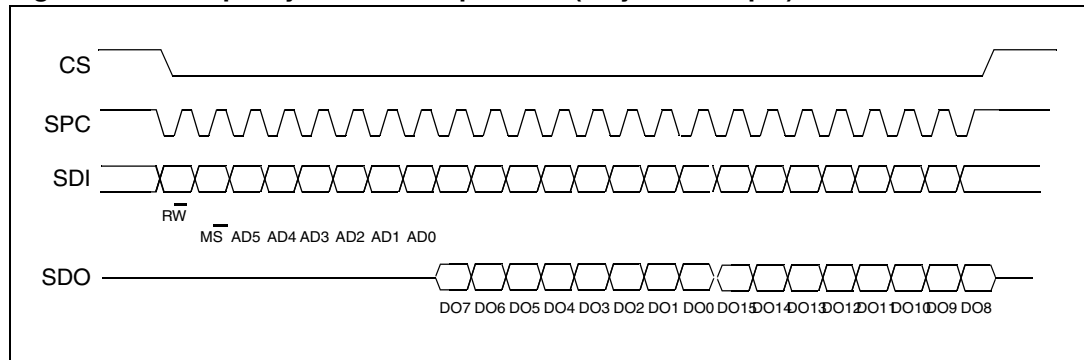 CS
SPC
SDI
RW
MS AD5 AD4 AD3 AD2 AD1 AD0
SDO
DO7 DO6 DO5 DO4 DO3 DO2 DO1 DO0 DO15 DO14 DO13 DO12 DO11 DO10 DO9 DO8